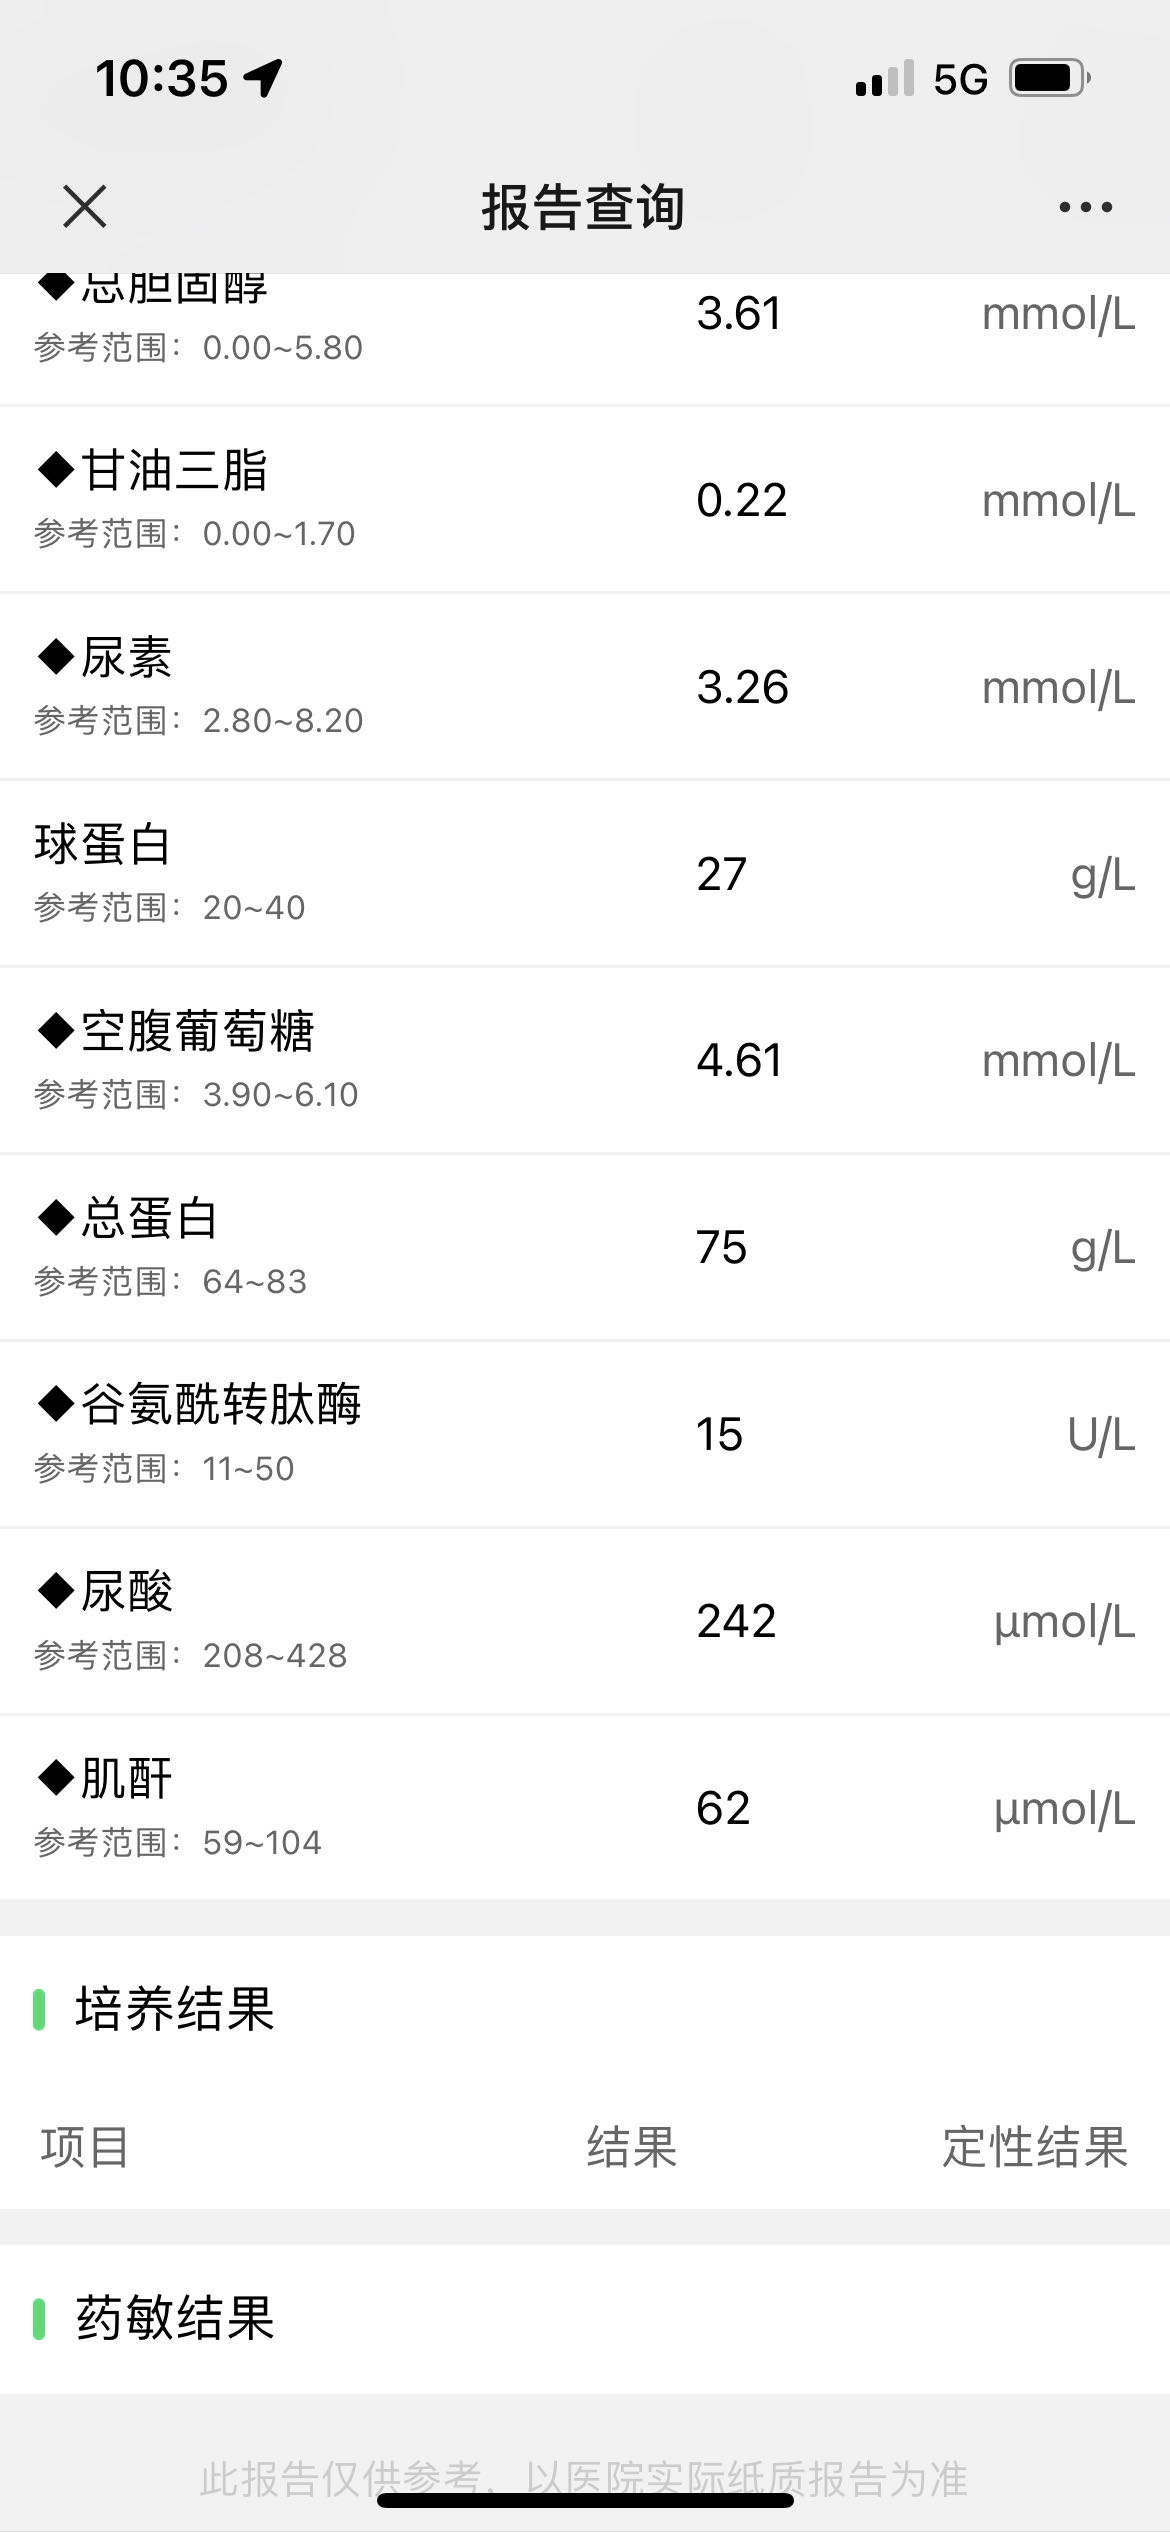 10:35 5G
报告查询
◆总胆固醇
3.61 mmol/L
参考范围：0.00~5.80
◆甘油三脂
0.22 mmol/L
参考范围：0.00~1.70
◆尿素
3.26 mmol/L
参考范围：2.80~8.20
球蛋白
27 g/L
参考范围：20~40
◆空腹葡萄糖
4.61 mmol/L
参考范围：3.90~6.10
◆总蛋白
75 g/L
参考范围：64~83
◆谷氨酰转肽酶
15 U/L
参考范围：11~50
◆尿酸
242 μmol/L
参考范围：208~428
◆肌酐
62 μmol/L
参考范围：59~104
培养结果
项目 结果 定性结果
药敏结果
此报告仅供参考，以医院实际纸质报告为准